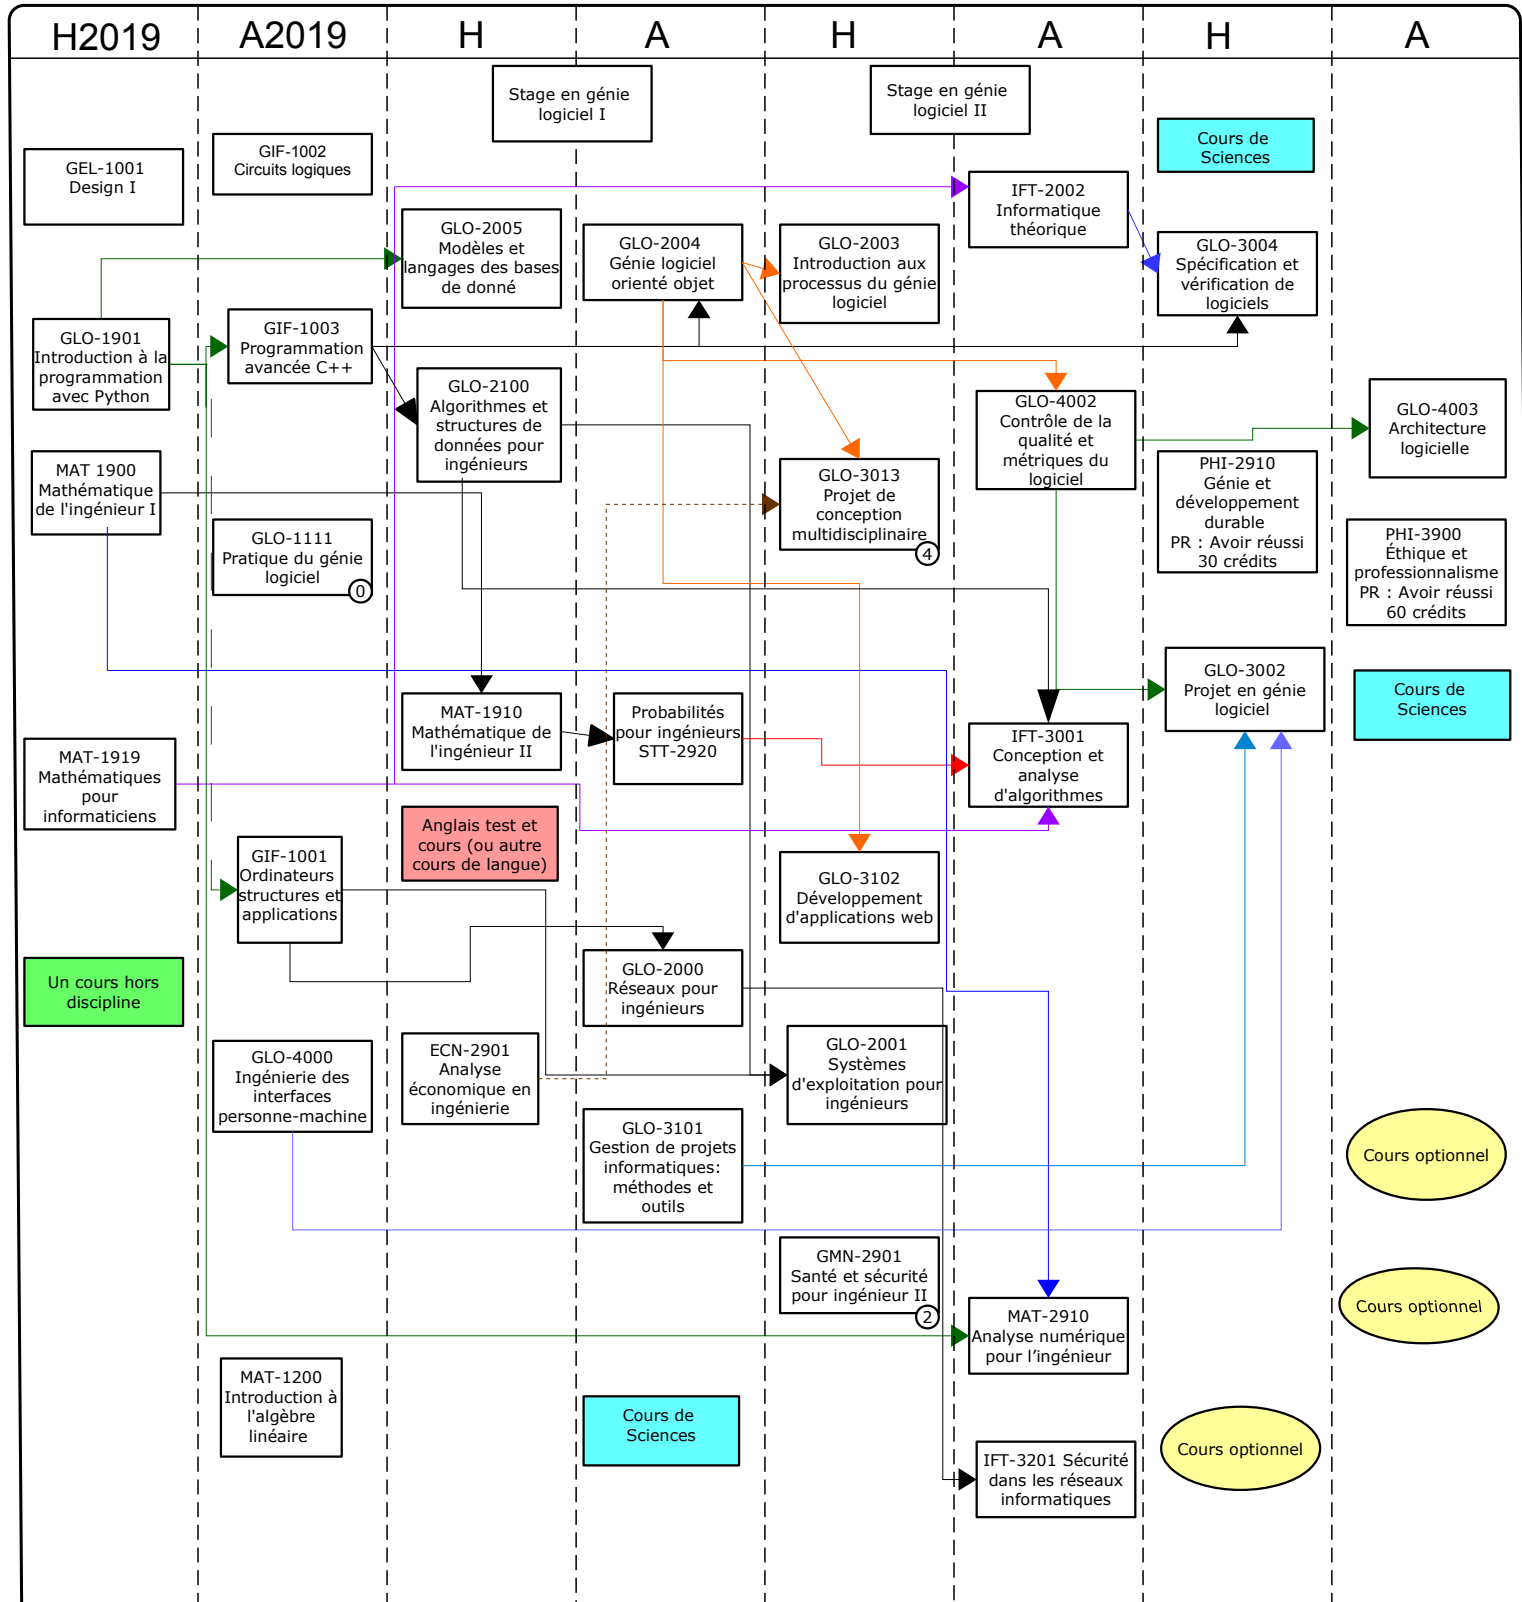 H2019
A2019
H
A
H
A
H
A
Stage en génie
logiciel I
Stage en génie
logiciel II
GEL-1001
Design I
GLO-1901
Introduction à la
programmation
avec Python
MAT 1900
Mathématique
de l'ingénieur I
MAT-1919
Mathématiques
pour
informaticiens
Un cours hors
discipline
GIF-1002
Circuits logiques
GIF-1003
Programmation
avancée C++
GLO-1111
Pratique du génie
logiciel
0
GIF-1001
Ordinateurs
structures et
applications
GLO-4000
Ingénierie des
interfaces
personne-machine
MAT-1200
Introduction à
l'algèbre
linéaire
GLO-2005
Modèles et
langages des bases
de donné
GLO-2100
Algorithmes et
structures de
données pour
ingénieurs
MAT-1910
Mathématique de
l'ingénieur II
Anglais test et
cours (ou autre
cours de langue)
ECN-2901
Analyse
économique en
ingénierie
GLO-2004
Génie logiciel
orienté objet
Probabilités
pour ingénieurs
STT-2920
GLO-2000
Réseaux pour
ingénieurs
GLO-3101
Gestion de projets
informatiques:
méthodes et
outils
Cours de
Sciences
GLO-2003
Introduction aux
processus du génie
logiciel
GLO-3013
Projet de
conception
multidisciplinaire
4
GLO-3102
Développement
d'applications web
GLO-2001
Systèmes
d'exploitation pour
ingénieurs
GMN-2901
Santé et sécurité
pour ingénieur II
2
IFT-2002
Informatique
théorique
GLO-4002
Contrôle de la
qualité et
métriques du
logiciel
IFT-3001
Conception et
analyse
d'algorithmes
MAT-2910
Analyse numérique
pour l’ingénieur
IFT-3201 Sécurité
dans les réseaux
informatiques
Cours de
Sciences
GLO-3004
Spécification et
vérification de
logiciels
PHI-2910
Génie et
développement
durable
PR : Avoir réussi
30 crédits
GLO-3002
Projet en génie
logiciel
Cours optionnel
GLO-4003
Architecture
logicielle
PHI-3900
Éthique et
professionnalisme
PR : Avoir réussi
60 crédits
Cours de
Sciences
Cours optionnel
Cours optionnel